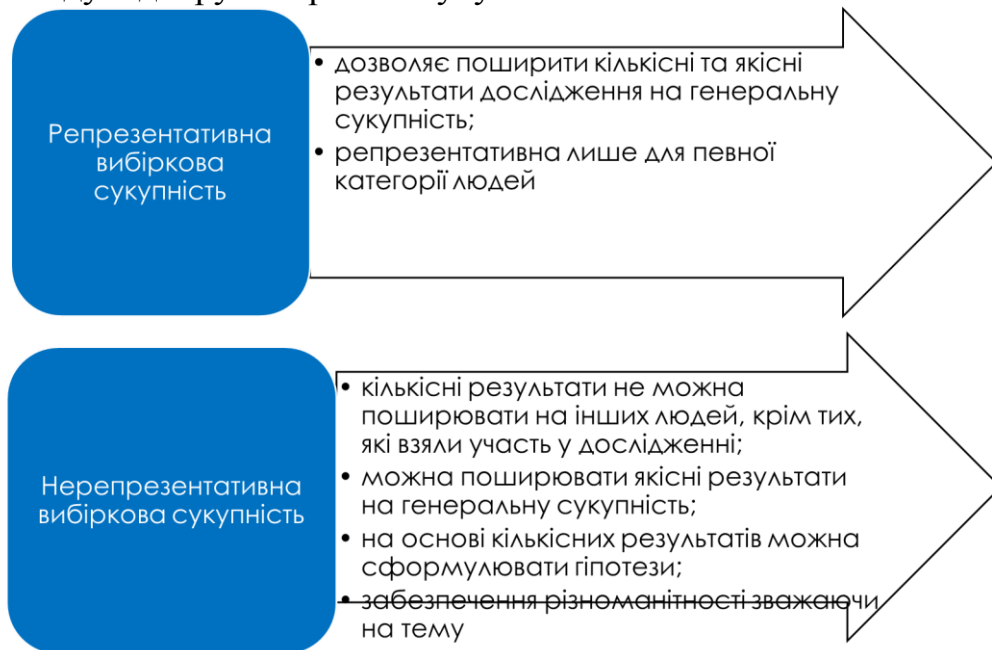 Репрезентативна
вибіркова
сукупність
• дозволяє поширити кількісні та якісні
результати дослідження на генеральну
сукупність;
• репрезентативна лише для певної
категорії людей
Нерепрезентативна
вибіркова сукупність
• кількісні результати не можна
поширювати на інших людей, крім тих,
які взяли участь у дослідженні;
• можна поширювати якісні результати
на генеральну сукупність;
• на основі кількісних результатів можна
сформулювати гіпотези;
• забезпечення різноманітності зважаючи
на тему